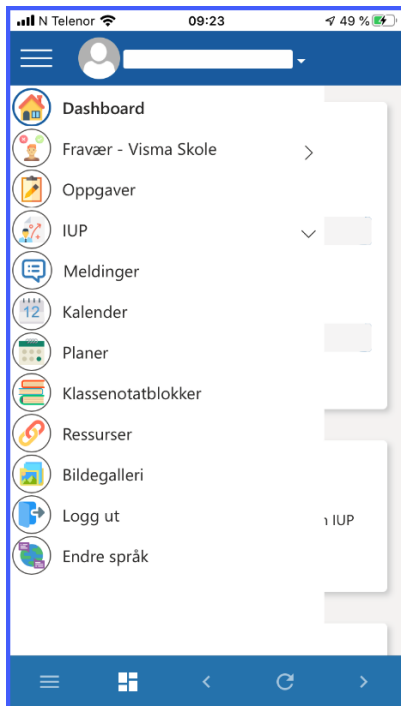 N Telenor 09:23 49 %
Dashboard
Fravær - Visma Skole
Oppgaver
IUP
Meldinger
12 Kalender
Planer
Klassenotatblokker
Ressurser
Bildegalleri
Logg ut
ı IUP
Endre språk